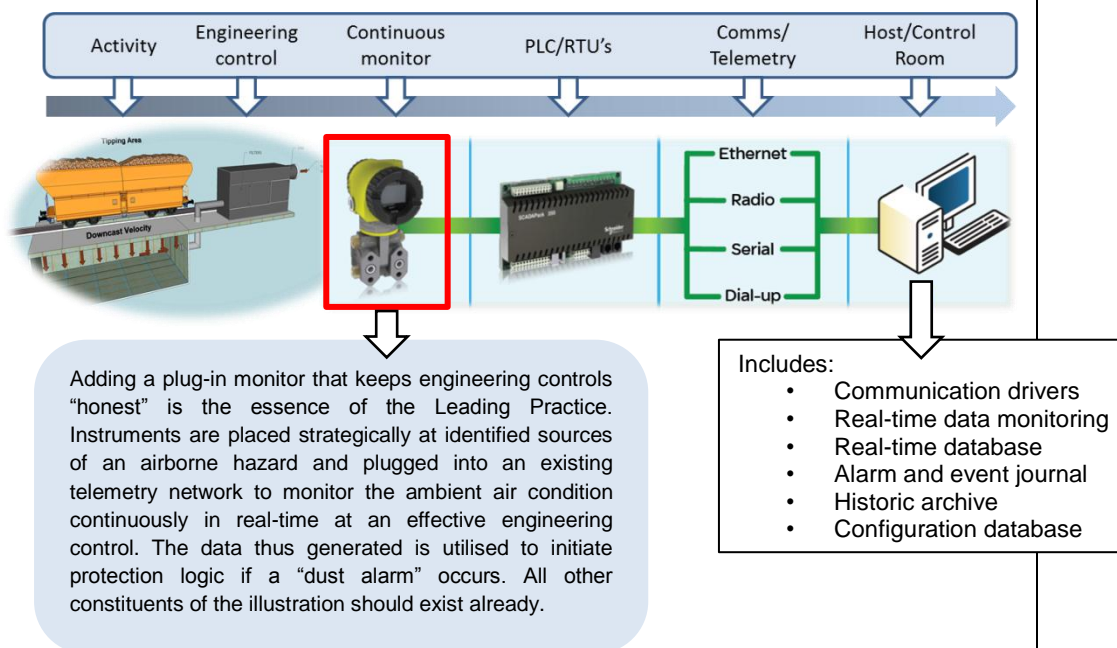 Activity
Engineering
control
Continuous
monitor
PLC/RTU’s
Comms/
Telemetry
Host/Control
Room
Tipping Area
FILTER
Downcast Velocity
SCADAPack
Schneider
Ethernet
Radio
Serial
Dial-up
Adding a plug-in monitor that keeps engineering controls
“honest” is the essence of the Leading Practice.
Instruments are placed strategically at identified sources
of an airborne hazard and plugged into an existing
telemetry network to monitor the ambient air condition
continuously in real-time at an effective engineering
control. The data thus generated is utilised to initiate
protection logic if a “dust alarm” occurs. All other
constituents of the illustration should exist already.
Includes:
• Communication drivers
• Real-time data monitoring
• Real-time database
• Alarm and event journal
• Historic archive
• Configuration database